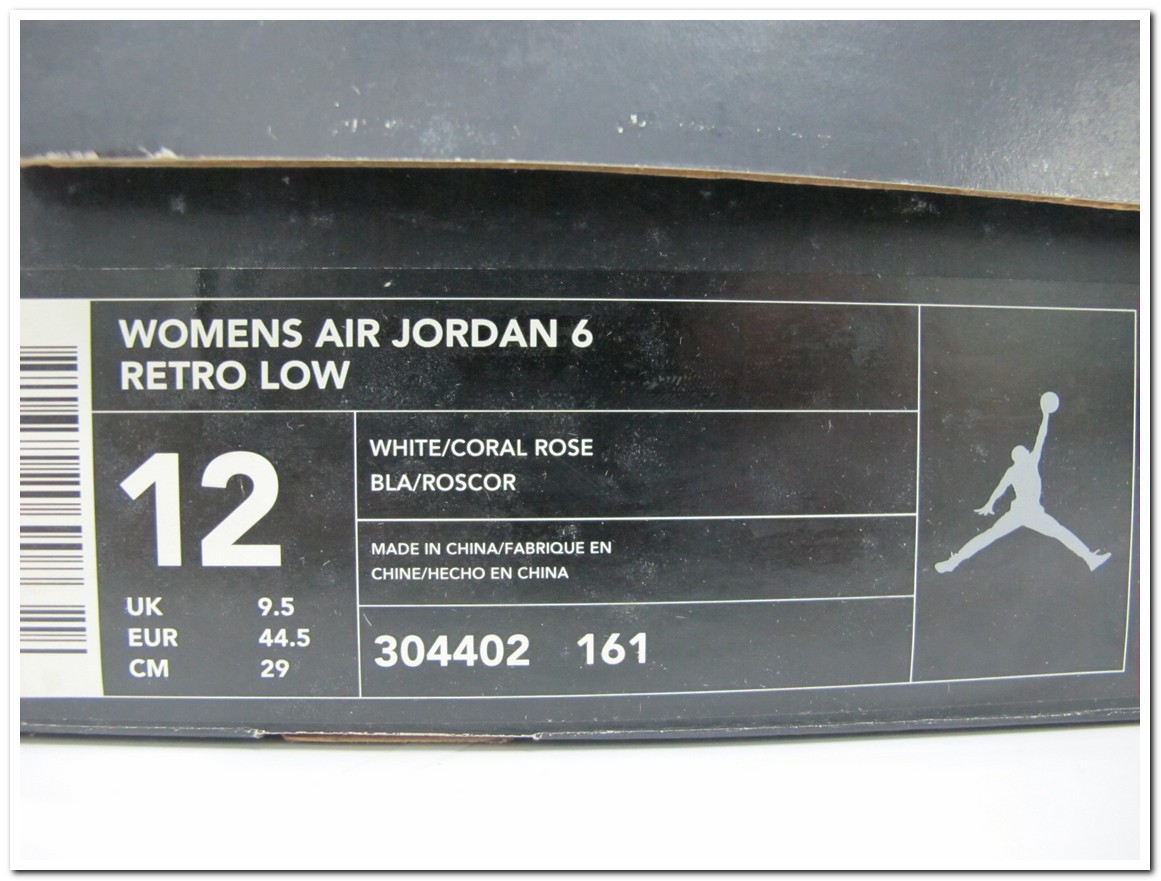 WOMENS AIR JORDAN 6
RETRO LOW
12
UK 9.5
EUR 44.5
CM 29
WHITE/CORAL ROSE
BLA/ROSCOR
MADE IN CHINA/FABRIQUE EN
CHINE/HECHO EN CHINA
304402 161